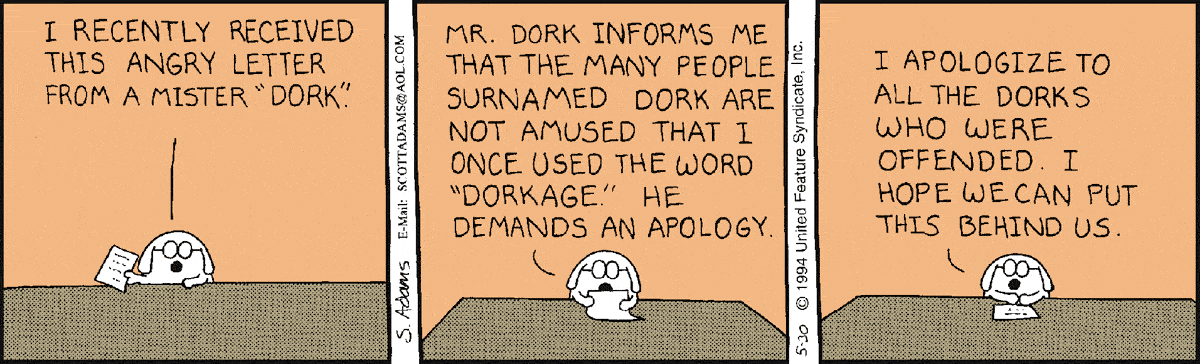 I RECENTLY RECEIVED
THIS ANGRY LETTER
FROM A MISTER "DORK."
S. Adams E-Mail: SCOTTADAMS@AOL.COM
MR. DORK INFORMS ME
THAT THE MANY PEOPLE
SURNAMED DORK ARE
NOT AMUSED THAT I
ONCE USED THE WORD
"DORKAGE." HE
DEMANDS AN APOLOGY.
5-30 © 1994 United Feature Syndicate, Inc.
I APOLOGIZE TO
ALL THE DORKS
WHO WERE
OFFENDED. I
HOPE WE CAN PUT
THIS BEHIND US.